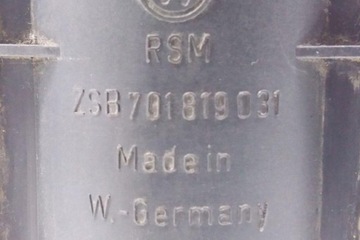 RSM
ZSB 701 819 031
Made in
W.-Germany